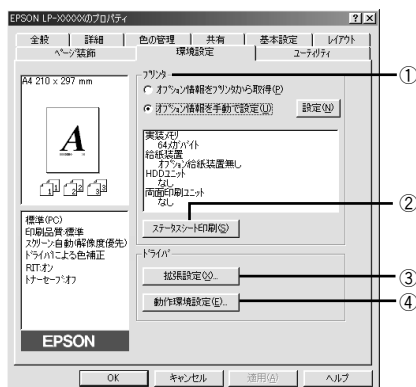 EPSON LP-XXXXのプロパティ
全般 詳細 色の管理 共有 基本設定 レイアウト
ページ装飾 環境設定 ユーティリティ
A4 210 x 297 mm
A
1 1 2 2 3 3
標準(PC)
印刷品質:標準
スクリーン:自動(解像度優先)
ドライバによる色補正
RIT:オン
トナーセーブ:オフ
EPSON
プリンタ
オプション情報をプリンタから取得(P)
オプション情報を手動で設定(U)
設定(N)
実装メモリ
64メガバイト
給紙装置
オプション給紙装置無し
HDDユニット
なし
両面印刷ユニット
なし
ステータスシート印刷(S)
ドライバ
拡張設定(X)...
動作環境設定(E)...
OK キャンセル 適用(A) ヘルプ
①
②
③
④